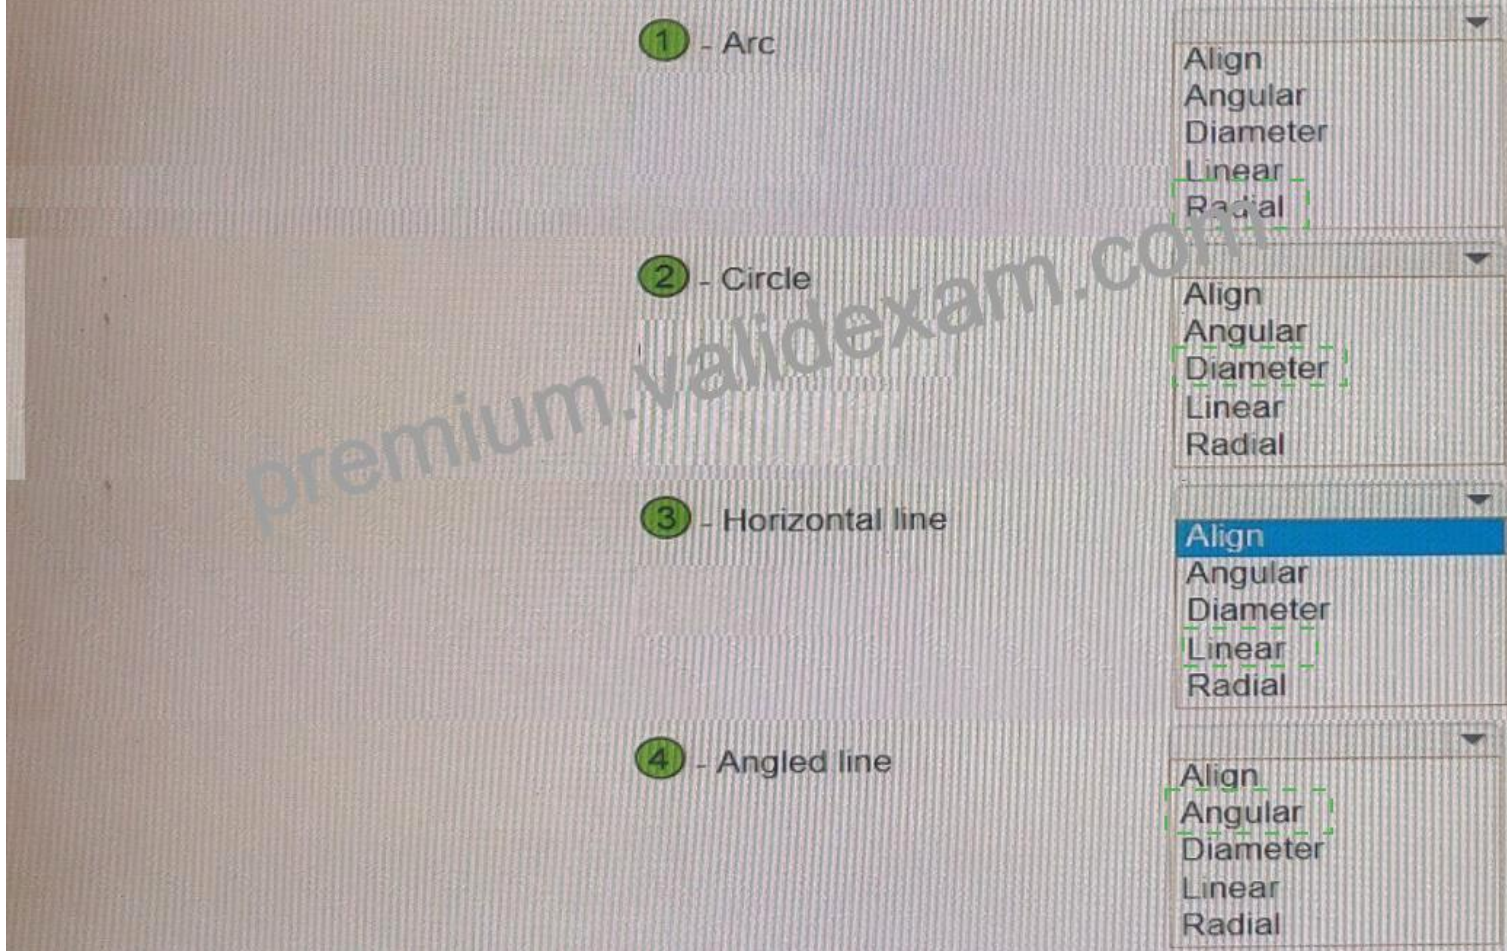 1 - Arc
Align
Angular
Diameter
Linear
Radial
2 - Circle
Align
Angular
Diameter
Linear
Radial
3 - Horizontal line
Align
Angular
Diameter
Linear
Radial
4 - Angled line
Align
Angular
Diameter
Linear
Radial
premium.validexam.com